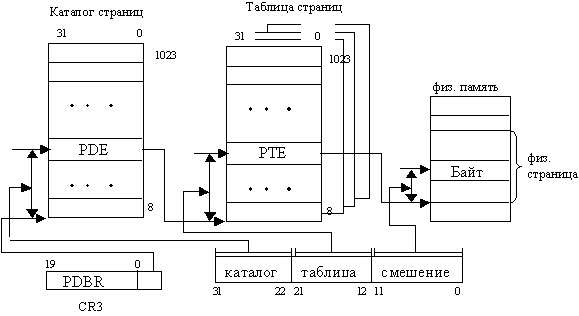 Каталог страниц
Таблица страниц
31 0
31 0
1023
1023
физ. память
PDE
PTE
Байт
физ.
страница
8
8
19 0
PDBR
CR3
каталог таблица смешение
31 22 21 12 11 0